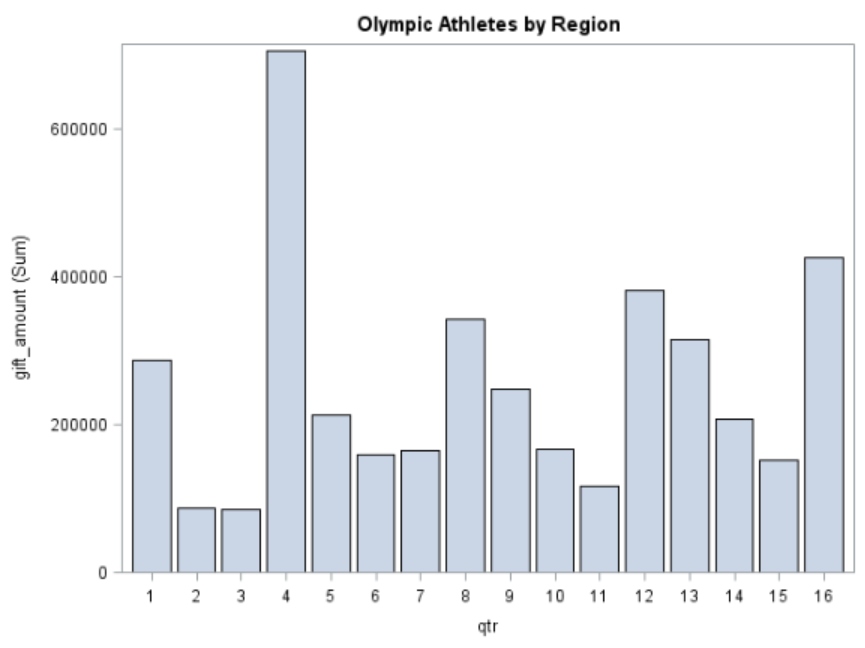 Olympic Athletes by Region
600000
400000
200000
0
gift_amount (Sum)
1 2 3 4 5 6 7 8 9 10 11 12 13 14 15 16
qtr